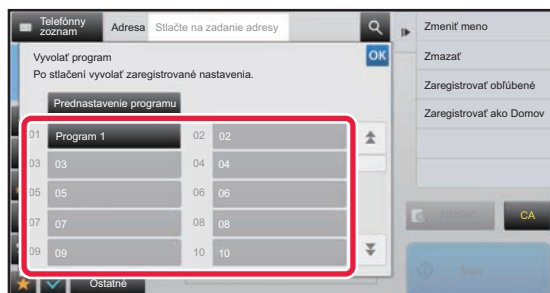 Telefónny zoznam
Adresa
Stlačte na zadanie adresy
Zmeniť meno
Zmazať
Zaregistrovať obľúbené
Zaregistrovať ako Domov
Vyvolať program
OK
Po stlačení vyvolať zaregistrované nastavenia.
Prednastavenie programu
01 Program 1
02 02
03 03
04 04
05 05
06 06
07 07
08 08
09 09
10 10
Náhľad
CA
Štart
Ostatné